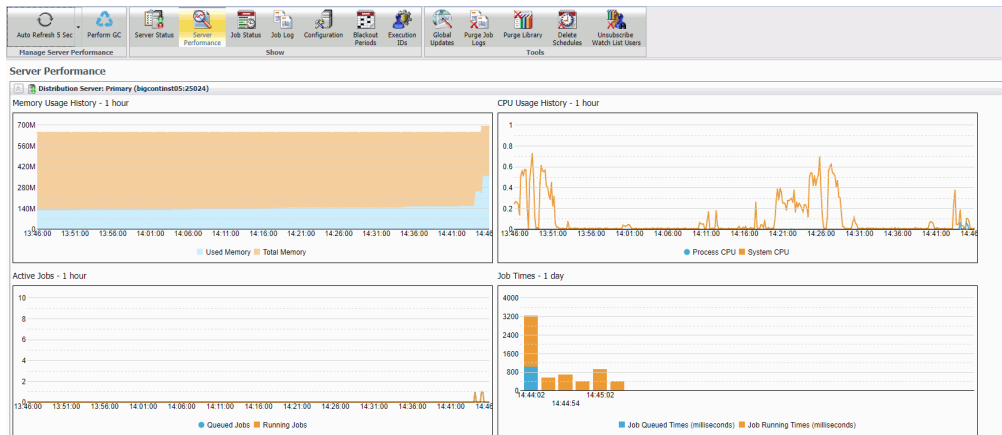 Auto Refresh 5 Sec
Perform GC
Server Status
Server Performance
Job Status
Job Log
Configuration
Blackout Periods
Execution IDs
Global Updates
Purge Job Logs
Purge Library
Delete Schedules
Unsubscribe Watch List Users
Manage Server Performance
Show
Tools
Server Performance
Distribution Server: Primary (bigcontinst05:25024)
Memory Usage History - 1 hour
700M
560M
420M
280M
140M
0
13:46:00 13:51:00 13:56:00 14:01:00 14:06:00 14:11:00 14:16:00 14:21:00 14:26:00 14:31:00 14:36:00 14:41:00 14:46
Used Memory Total Memory
CPU Usage History - 1 hour
1
0.8
0.6
0.4
0.2
0
13:46:00 13:51:00 13:56:00 14:01:00 14:06:00 14:11:00 14:16:00 14:21:00 14:26:00 14:31:00 14:36:00 14:41:00 14:46
Process CPU System CPU
Active Jobs - 1 hour
10
8
6
4
2
0
13:46:00 13:51:00 13:56:00 14:01:00 14:06:00 14:11:00 14:16:00 14:21:00 14:26:00 14:31:00 14:36:00 14:41:00 14:46
Queued Jobs Running Jobs
Job Times - 1 day
4000
3200
2400
1600
800
0
14:44:02 14:45:02
14:44:54
Job Queued Times (milliseconds) Job Running Times (milliseconds)